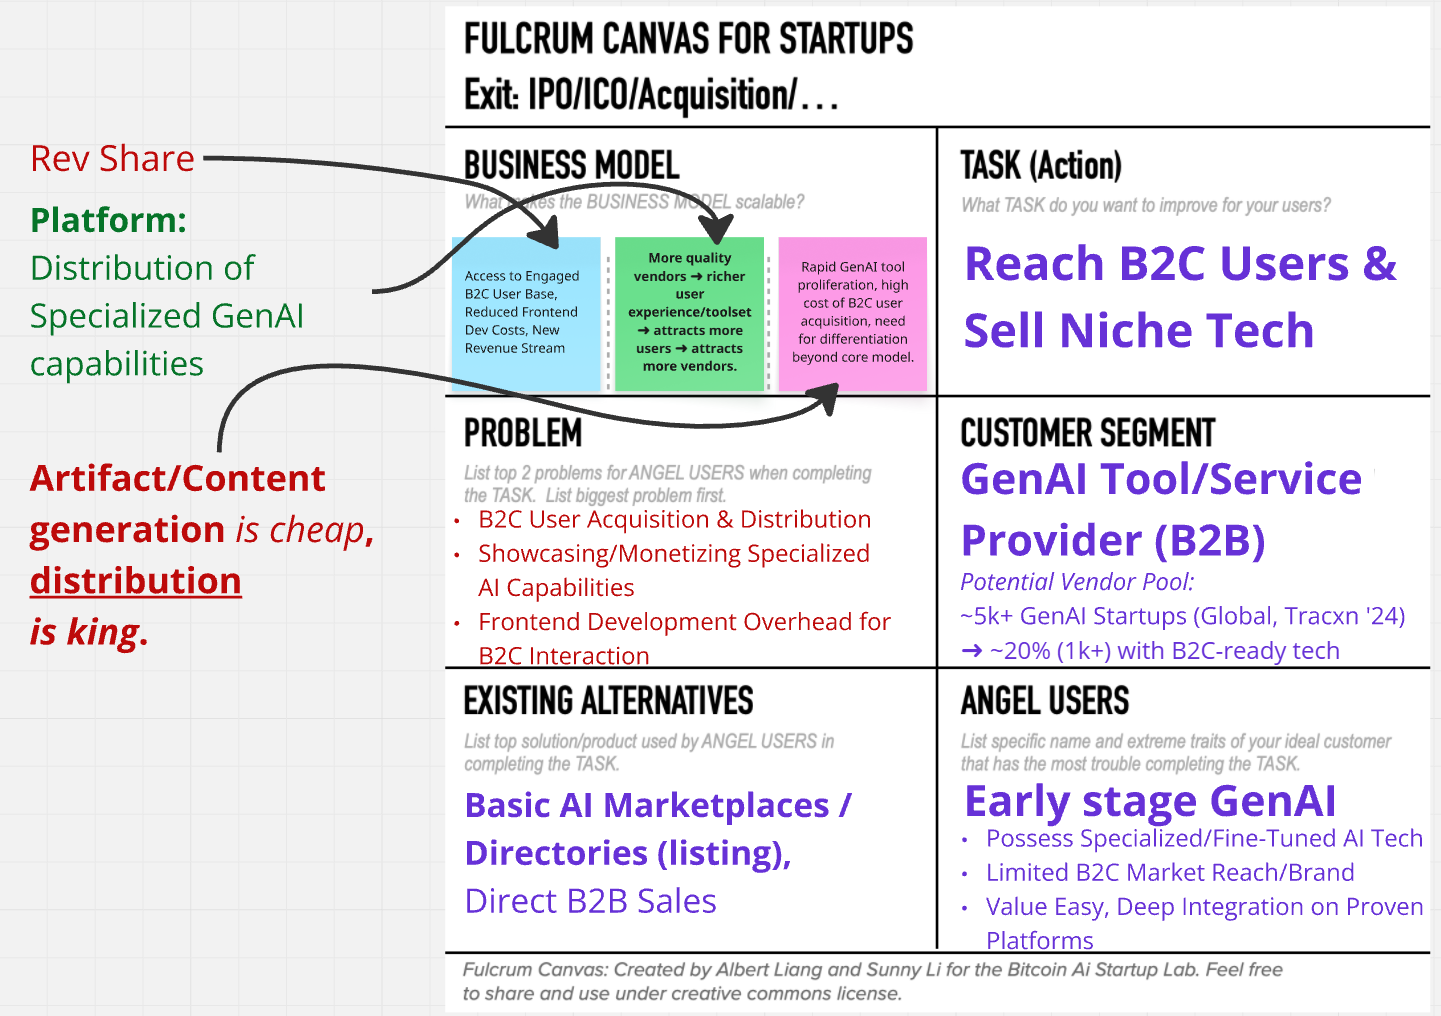 FULCRUM CANVAS FOR STARTUPS
Exit: IPO/ICO/Acquisition/...
Rev Share
Platform:
Distribution of
Specialized GenAI
capabilities
Artifact/Content
generation is cheap,
distribution
is king.
BUSINESS MODEL
What makes the BUSINESS MODEL scalable?
Access to Engaged
B2C User Base,
Reduced Frontend
Dev Costs, New
Revenue Stream
More quality
vendors ➜ richer
user
experience/toolset
➜ attracts more
users ➜ attracts
more vendors.
Rapid GenAI tool
proliferation, high
cost of B2C user
acquisition, need
for differentiation
beyond core model.
TASK (Action)
What TASK do you want to improve for your users?
Reach B2C Users &
Sell Niche Tech
PROBLEM
List top 2 problems for ANGEL USERS when completing
the TASK. List biggest problem first.
• B2C User Acquisition & Distribution
• Showcasing/Monetizing Specialized
AI Capabilities
• Frontend Development Overhead for
B2C Interaction
CUSTOMER SEGMENT
GenAI Tool/Service
Provider (B2B)
Potential Vendor Pool:
~5k+ GenAI Startups (Global, Tracxn '24)
➜ ~20% (1k+) with B2C-ready tech
EXISTING ALTERNATIVES
List top solution/product used by ANGEL USERS in
completing the TASK.
Basic AI Marketplaces /
Directories (listing),
Direct B2B Sales
ANGEL USERS
List specific name and extreme traits of your ideal customer
that has the most trouble completing the TASK.
Early stage GenAI
• Possess Specialized/Fine-Tuned AI Tech
• Limited B2C Market Reach/Brand
• Value Easy, Deep Integration on Proven
Platforms
Fulcrum Canvas: Created by Albert Liang and Sunny Li for the Bitcoin Ai Startup Lab. Feel free
to share and use under creative commons license.